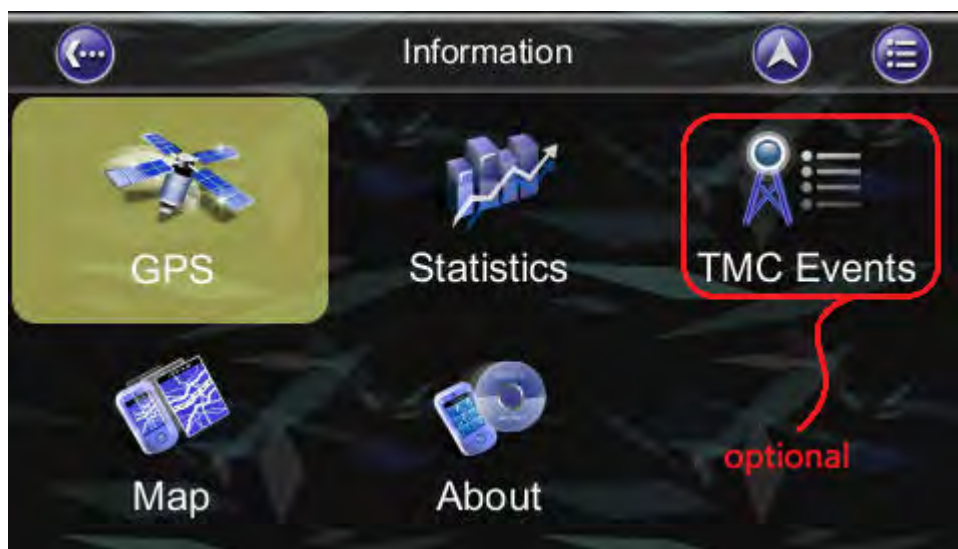 Information
GPS
Statistics
TMC Events
Map
About
optional